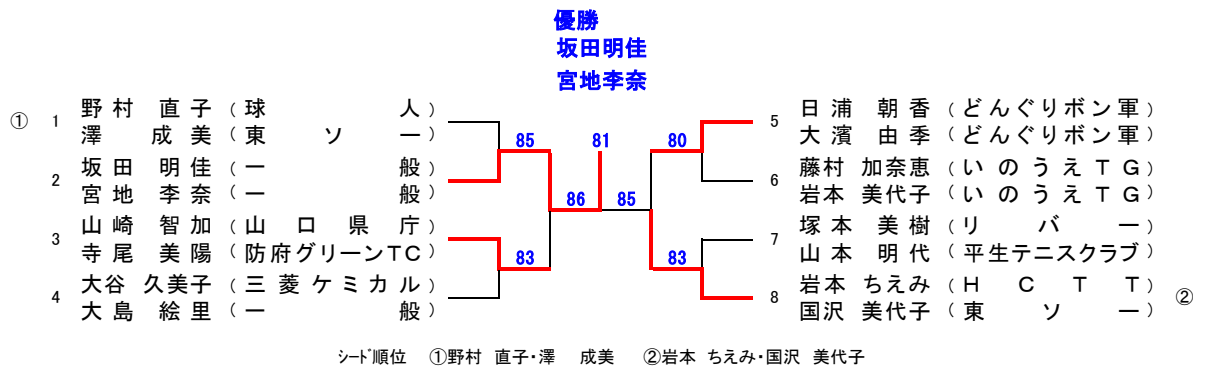 優勝
坂田明佳
宮地李奈
① 1 野村 直子 (球 人)
澤 成美 (東 ソ ー)
2 坂田 明佳 (一 般)
宮地 李奈 (一 般)
3 山崎 智加 (山口県庁)
寺尾 美陽 (防府グリーンTC)
4 大谷 久美子 (三菱ケミカル)
大島 絵里 (一 般)
85
83
86
81
85
80
83
5 日浦 朝香 (どんぐりボン軍)
大濱 由季 (どんぐりボン軍)
6 藤村 加奈恵 (いのうえTG)
岩本 美代子 (いのうえTG)
7 塚本 美樹 (リ バ ー)
山本 明代 (平生テニスクラブ)
8 岩本 ちえみ (H C T T) ②
国沢 美代子 (東 ソ ー)
シード順位 ①野村 直子・澤 成美 ②岩本 ちえみ・国沢 美代子